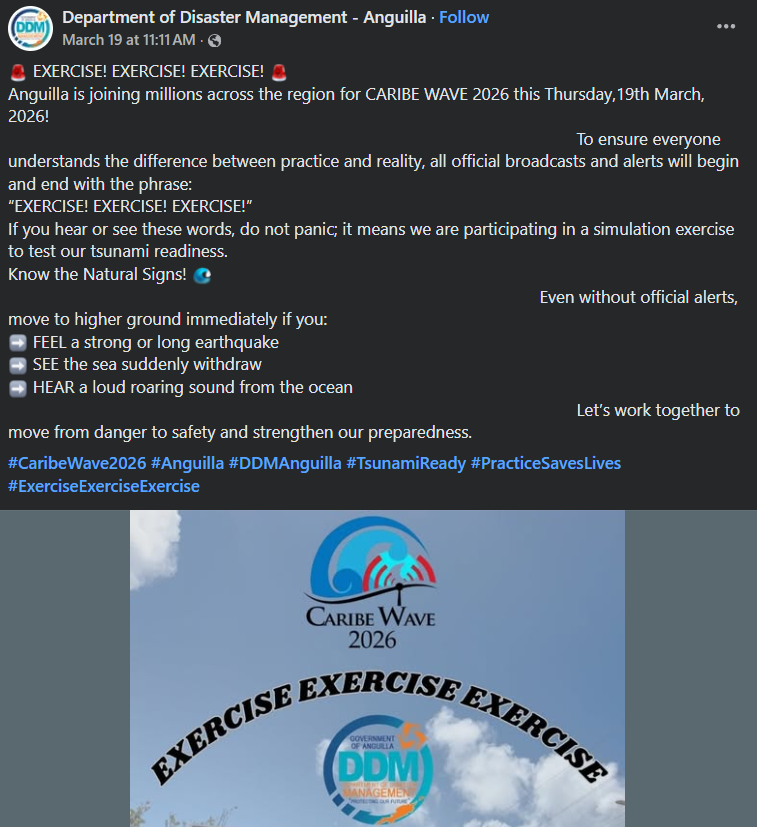 Department of Disaster Management - Anguilla · Follow
March 19 at 11:11 AM ·
🚨 EXERCISE! EXERCISE! EXERCISE! 🚨
Anguilla is joining millions across the region for CARIBE WAVE 2026 this Thursday,19th March,
2026!
To ensure everyone
understands the difference between practice and reality, all official broadcasts and alerts will begin
and end with the phrase:
“EXERCISE! EXERCISE! EXERCISE!”
If you hear or see these words, do not panic; it means we are participating in a simulation exercise
to test our tsunami readiness.
Know the Natural Signs! 🌊
Even without official alerts,
move to higher ground immediately if you:
➡️ FEEL a strong or long earthquake
➡️ SEE the sea suddenly withdraw
➡️ HEAR a loud roaring sound from the ocean
Let’s work together to
move from danger to safety and strengthen our preparedness.
#CaribeWave2026 #Anguilla #DDMAnguilla #TsunamiReady #PracticeSavesLives
#ExerciseExerciseExercise
CARIBE WAVE
2026
EXERCISE EXERCISE EXERCISE
GOVERNMENT
OF ANGUILLA
DDM
DEPARTMENT OF DISASTER
MANAGEMENT
"PROTECTING OUR FUTURE"